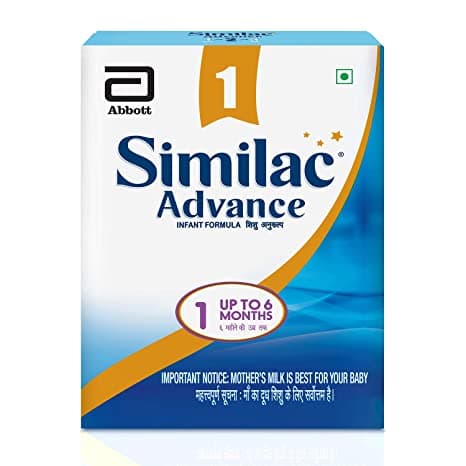 Abbott
1
Similac®
Advance
INFANT FORMULA शिशु अनुकल्प
1 UP TO 6
MONTHS
६ महीने की उम्र तक
IMPORTANT NOTICE: MOTHER'S MILK IS BEST FOR YOUR BABY
महत्त्वपूर्ण सूचना : माँ का दूध शिशु के लिए सर्वोत्तम है।